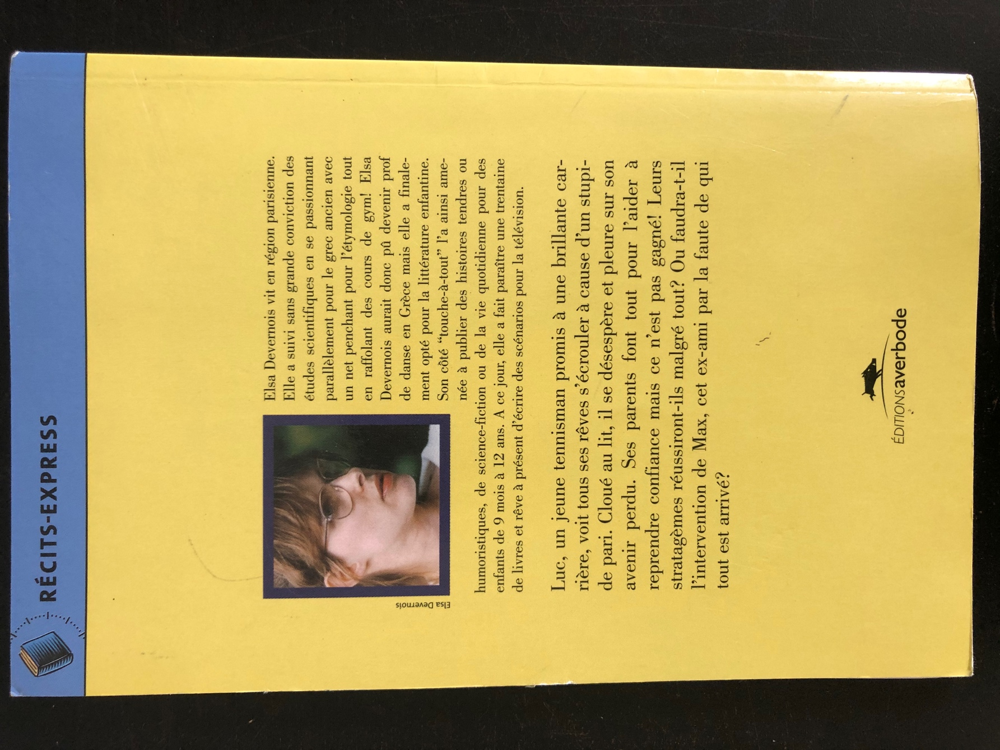 RÉCITS-EXPRESS
Elsa Devernois vit en région parisienne.
Elle a suivi sans grande conviction des
études scientifiques en se passionnant
parallèlement pour le grec ancien avec
un net penchant pour l'étymologie tout
en raffolant des cours de gym! Elsa
Devernois aurait donc pû devenir prof
de danse en Grèce mais elle a finale-
ment opté pour la littérature enfantine.
Son côté “touche-à-tout” l'a ainsi ame-
née à publier des histoires tendres ou
humoristiques, de science-fiction ou de la vie quotidienne pour des
enfants de 9 mois à 12 ans. A ce jour, elle a fait paraître une trentaine
de livres et rêve à présent d'écrire des scénarios pour la télévision.
Elsa Devernois
Luc, un jeune tennisman promis à une brillante car-
rière, voit tous ses rêves s'écrouler à cause d'un stupi-
de pari. Cloué au lit, il se désespère et pleure sur son
avenir perdu. Ses parents font tout pour l'aider à
reprendre confiance mais ce n'est pas gagné! Leurs
stratagèmes réussiront-ils malgré tout? Ou faudra-t-il
l'intervention de Max, cet ex-ami par la faute de qui
tout est arrivé?
ÉDITIONSaverbode